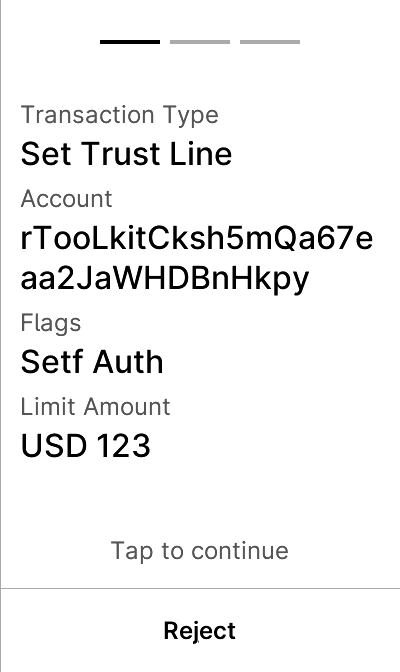 Transaction Type
Set Trust Line
Account
rTooLkitCksh5mQa67e
aa2JaWHDBnHkpy
Flags
Setf Auth
Limit Amount
USD 123
Tap to continue
Reject